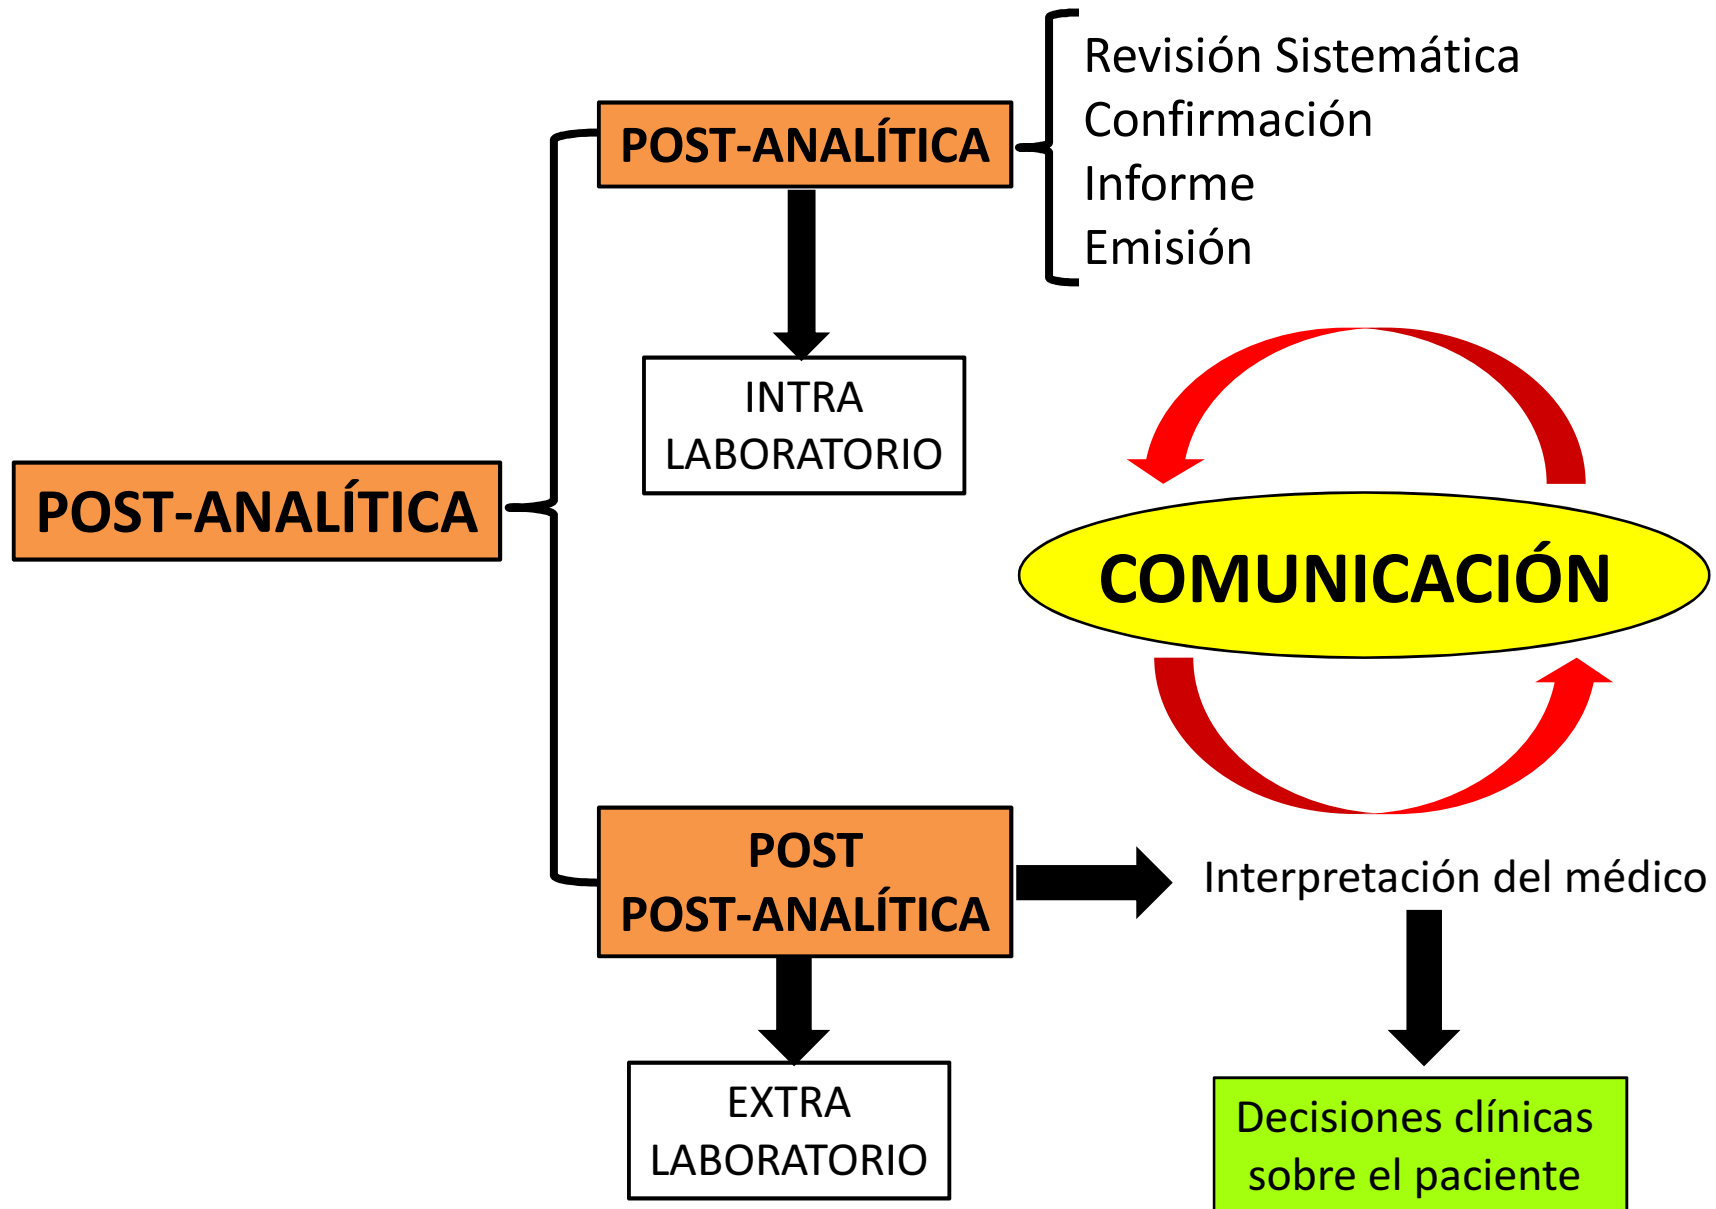 Revisión Sistemática
Confirmación
Informe
Emisión
POST-ANALÍTICA
INTRA
LABORATORIO
POST-ANALÍTICA
COMUNICACIÓN
POST
POST-ANALÍTICA
Interpretación del médico
EXTRA
LABORATORIO
Decisiones clínicas
sobre el paciente